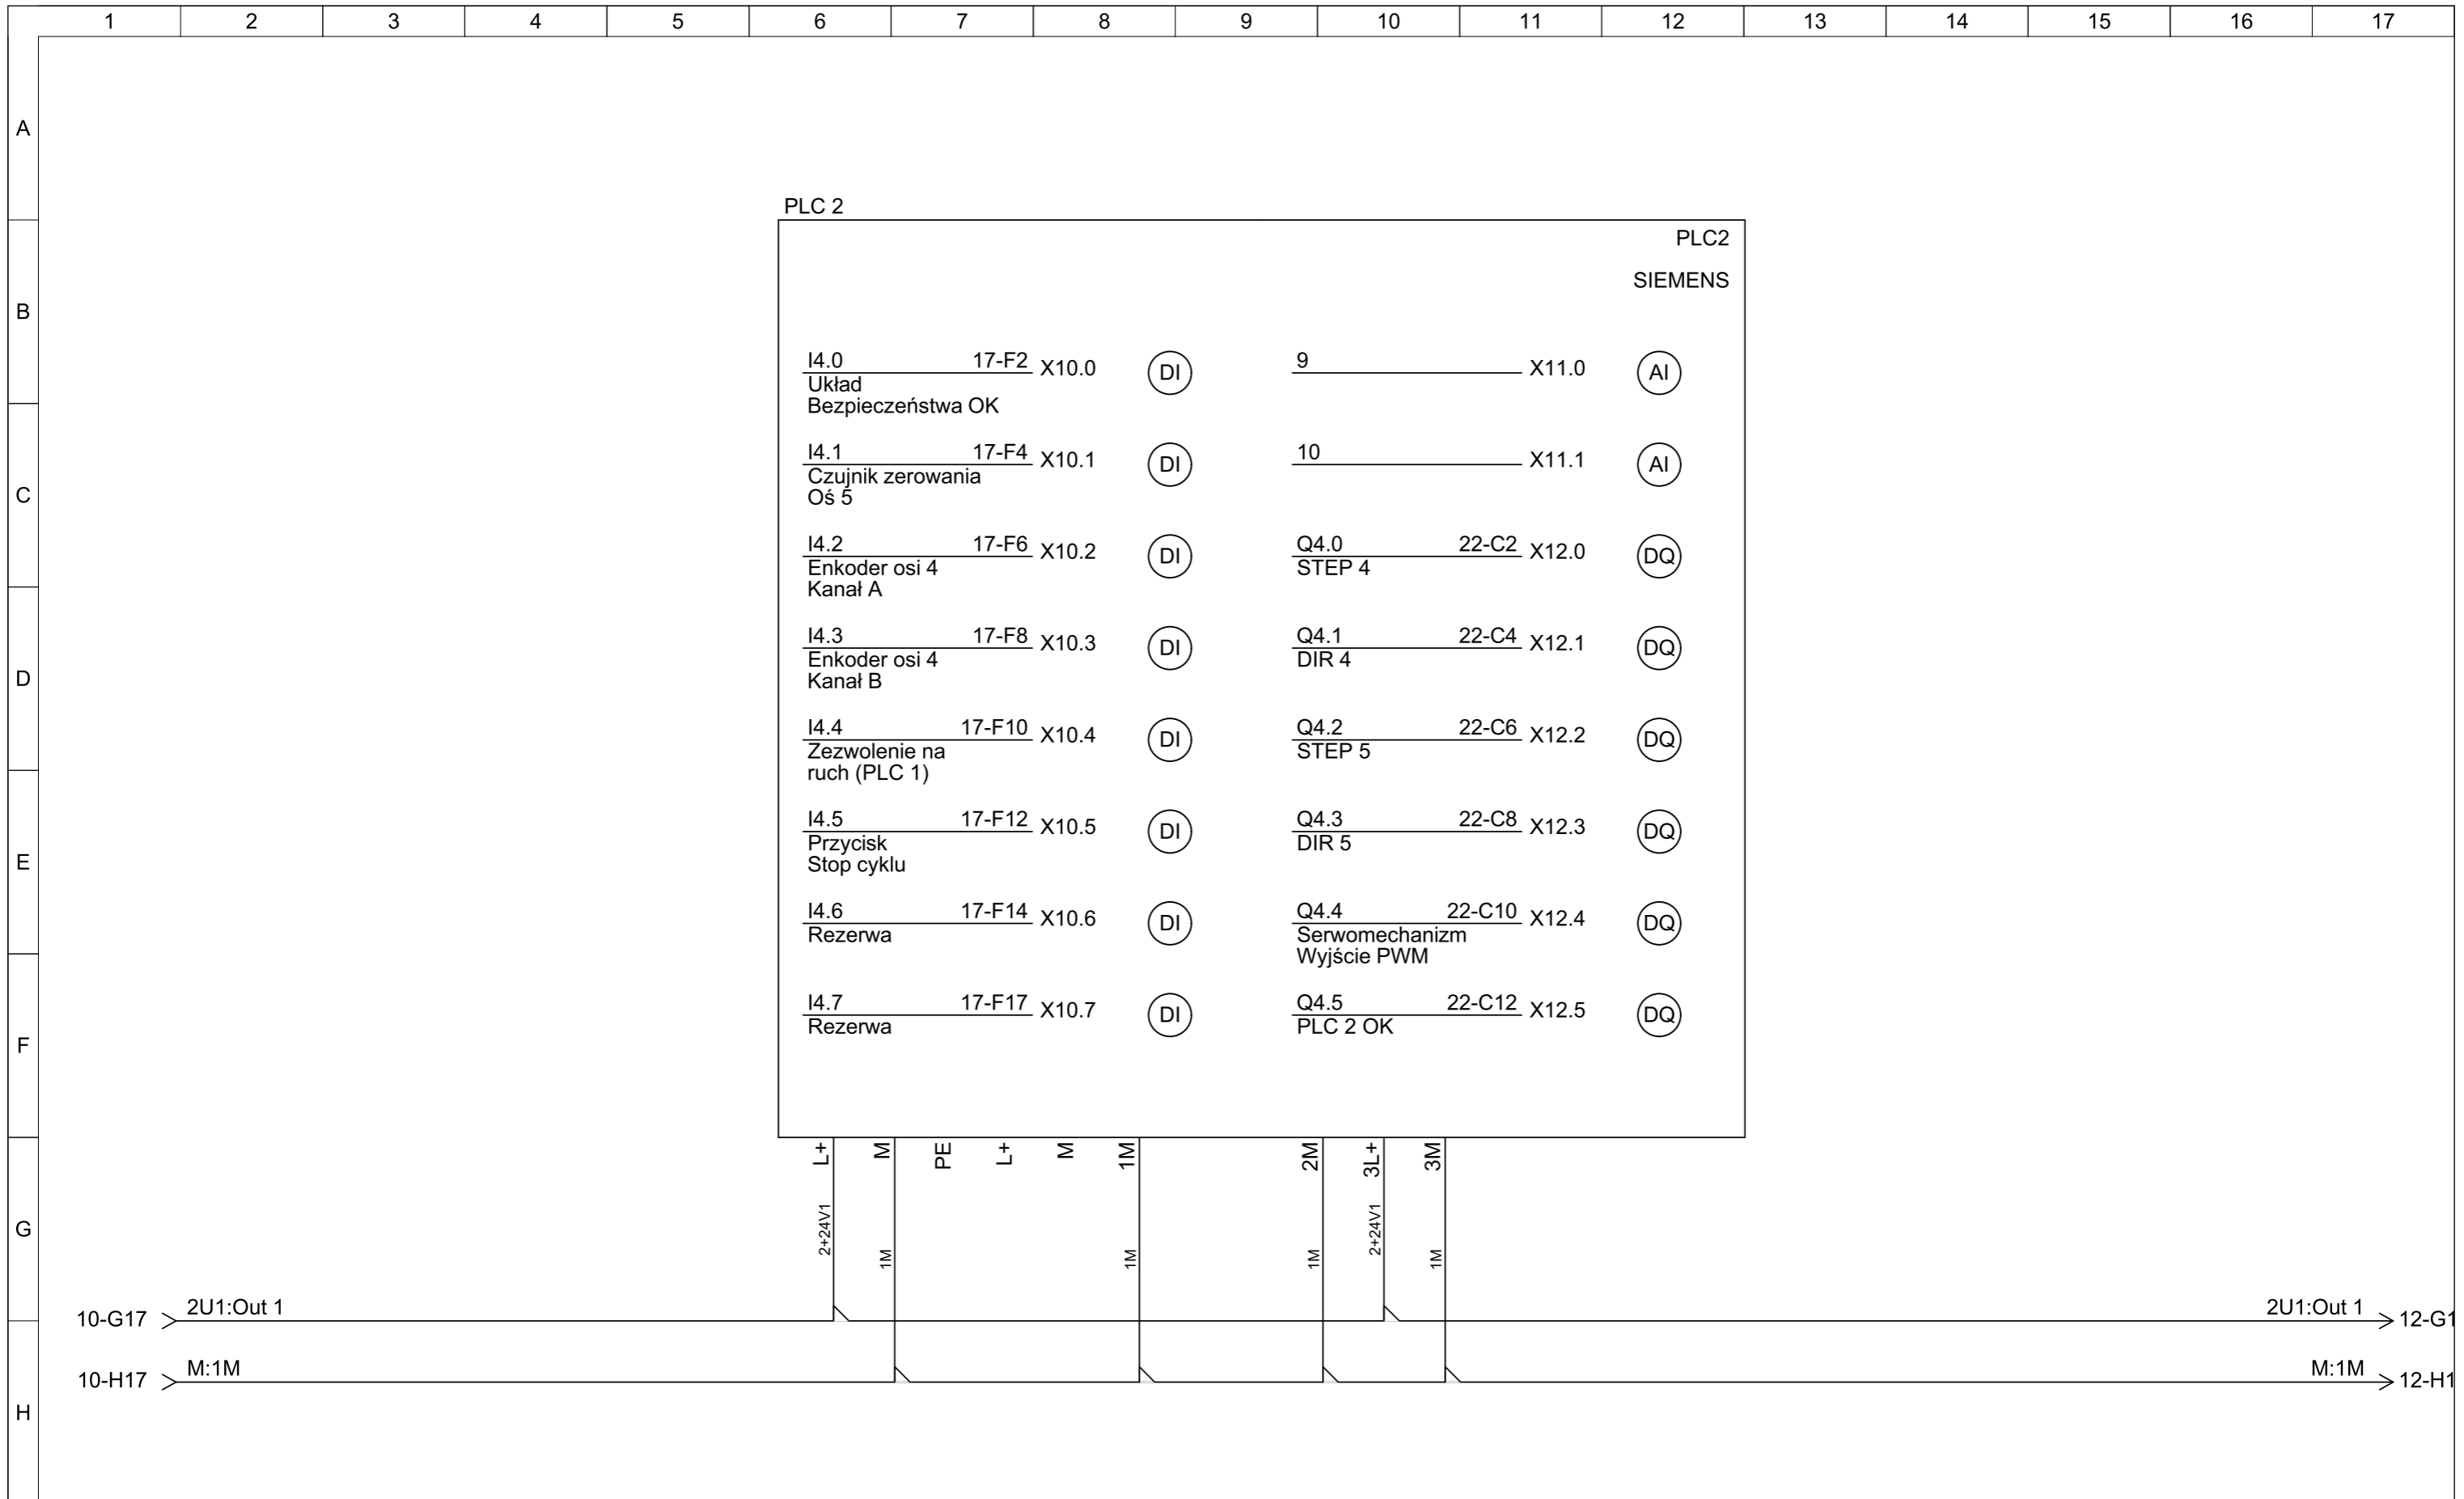 1 2 3 4 5 6 7 8 9 10 11 12 13 14 15 16 17
A
PLC 2
PLC2
SIEMENS
B
I4.0 17-F2 X10.0 DI 9 X11.0 AI
Układ
Bezpieczeństwa OK
I4.1 17-F4 X10.1 DI 10 X11.1 AI
Czujnik zerowania
C
Oś 5
I4.2 17-F6 X10.2 DI Q4.0 22-C2 X12.0 DQ
Enkoder osi 4 STEP 4
Kanał A
I4.3 17-F8 X10.3 DI Q4.1 22-C4 X12.1 DQ
Enkoder osi 4 DIR 4
D
Kanał B
I4.4 17-F10 X10.4 DI Q4.2 22-C6 X12.2 DQ
Zezwolenie na STEP 5
ruch (PLC 1)
I4.5 17-F12 X10.5 DI Q4.3 22-C8 X12.3 DQ
Przycisk DIR 5
E
Stop cyklu
I4.6 17-F14 X10.6 DI Q4.4 22-C10 X12.4 DQ
Rezerwa Serwomechanizm
Wyjście PWM
I4.7 17-F17 X10.7 DI Q4.5 22-C12 X12.5 DQ
Rezerwa PLC 2 OK
F
L+ M PE L+ M 1M 2M 3L+ 3M
G
2+24V1 1M 1M 1M 2+24V1 1M
10-G17 2U1:Out 1 2U1:Out 1 12-G1
10-H17 M:1M M:1M 12-H1
H